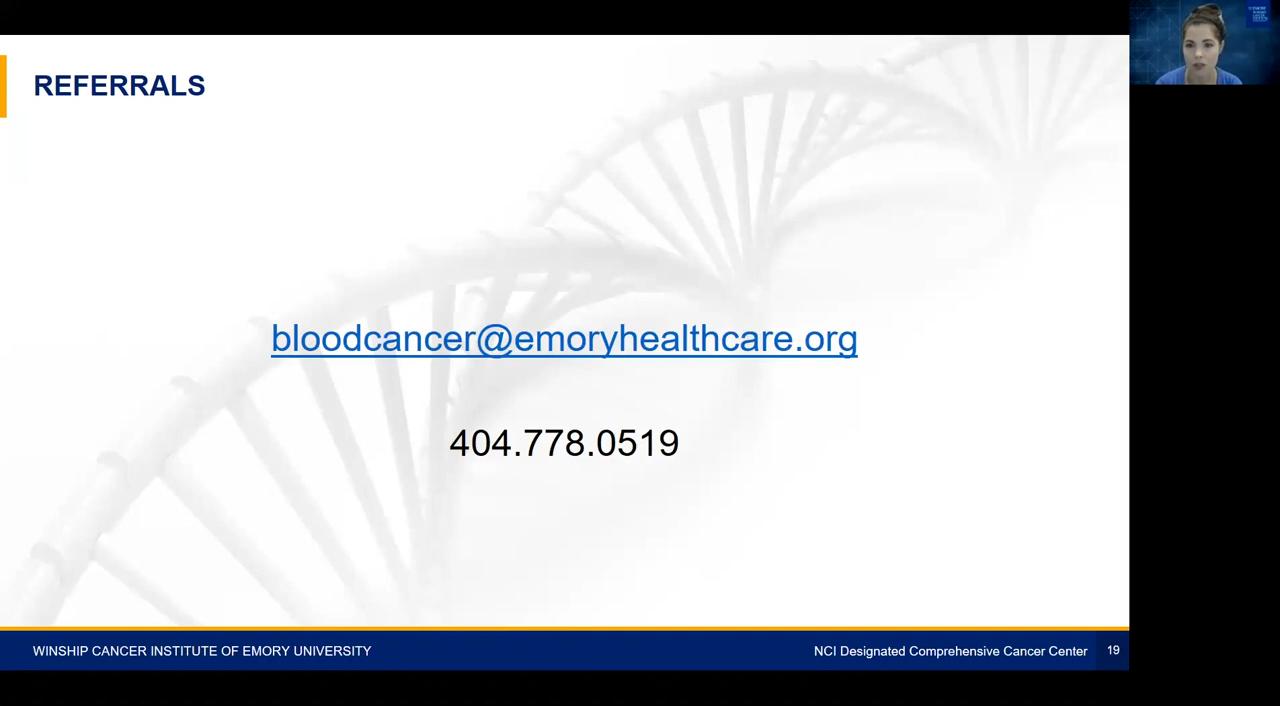 REFERRALS
bloodcancer@emoryhealthcare.org
404.778.0519
WINSHIP CANCER INSTITUTE OF EMORY UNIVERSITY
NCI Designated Comprehensive Cancer Center 19